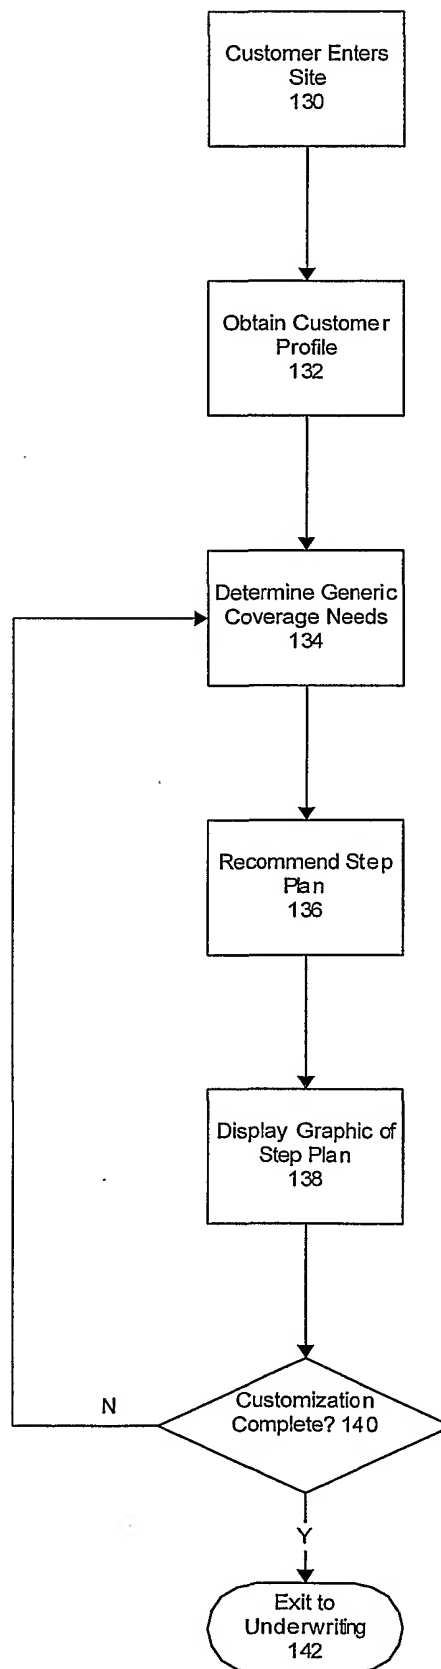 Customer Enters
Site
130
Obtain Customer
Profile
132
Determine Generic
Coverage Needs
134
Recommend Step
Plan
136
Display Graphic of
Step Plan
138
Customization
Complete? 140
N
Y
Exit to
Underwriting
142